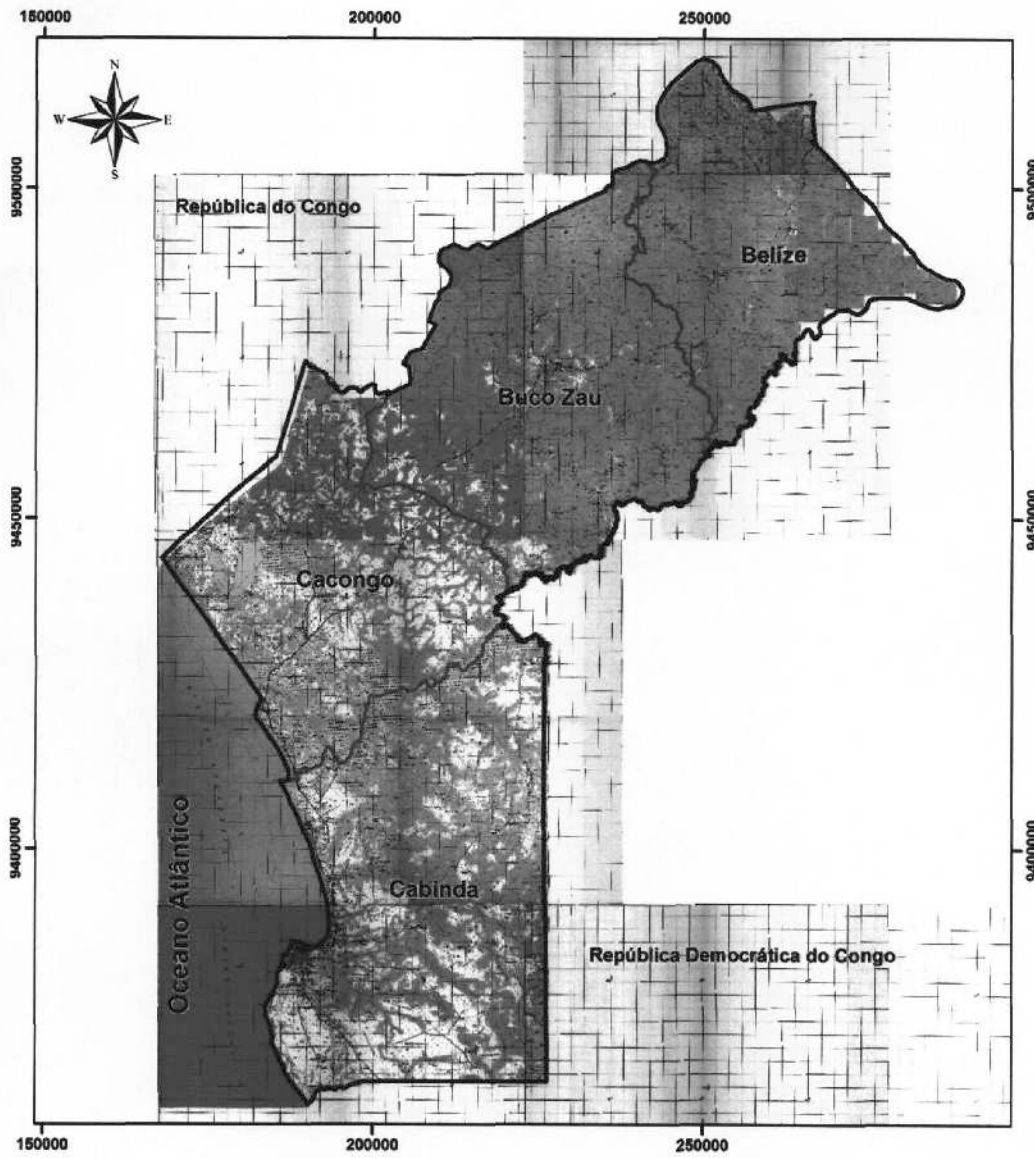 150000 200000 250000
N
W E
S
9500000 9500000
República do Congo
Belize
Buco Zau
9450000 9450000
Cacongo
9400000 9400000
Oceano Atlântico
Cabinda
República Democrática do Congo
150000 200000 250000